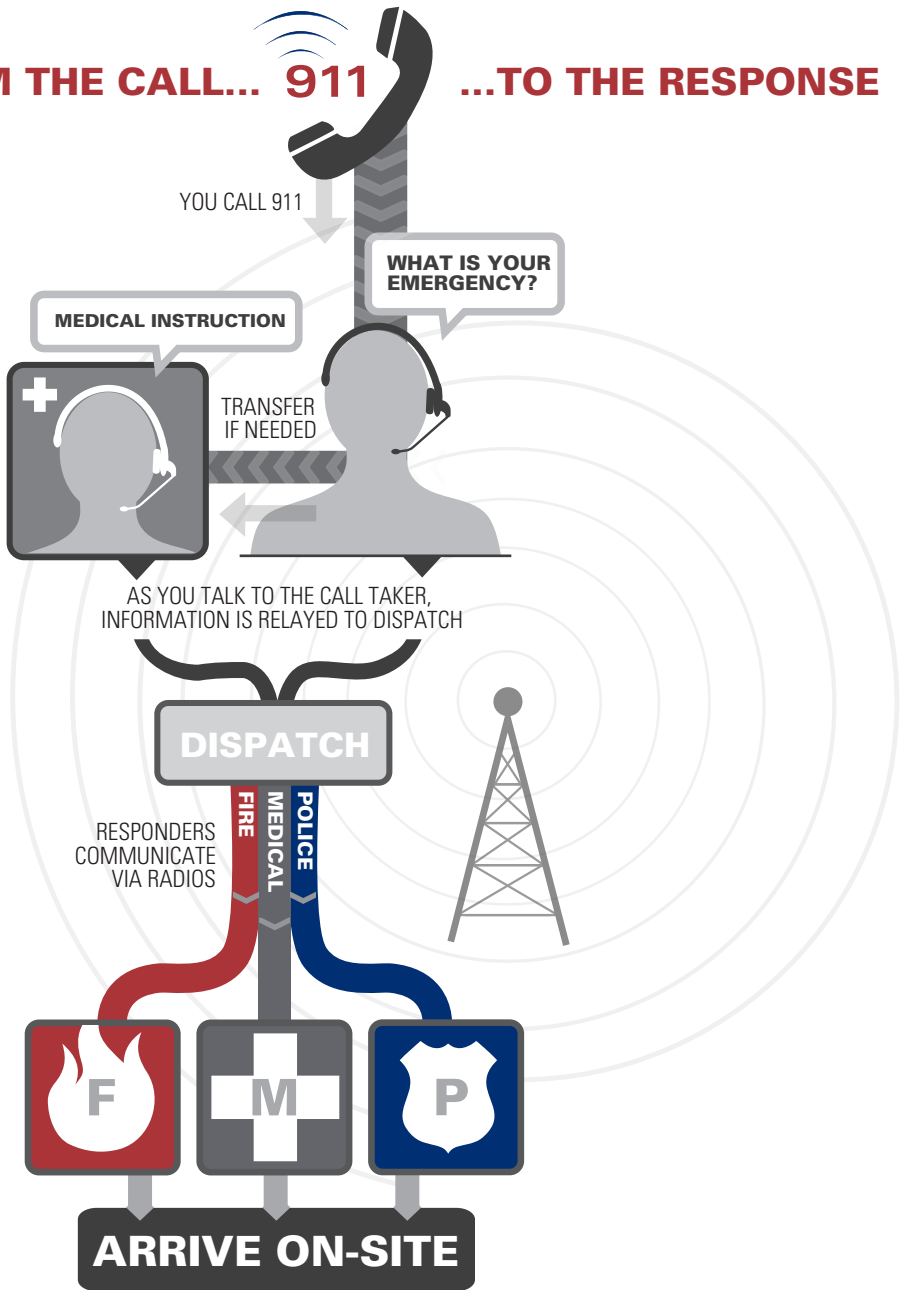 M THE CALL... 911 ...TO THE RESPONSE
YOU CALL 911
WHAT IS YOUR
EMERGENCY?
MEDICAL INSTRUCTION
TRANSFER
IF NEEDED
AS YOU TALK TO THE CALL TAKER,
INFORMATION IS RELAYED TO DISPATCH
DISPATCH
FIRE
MEDICAL
POLICE
RESPONDERS
COMMUNICATE
VIA RADIOS
F
M
P
ARRIVE ON-SITE